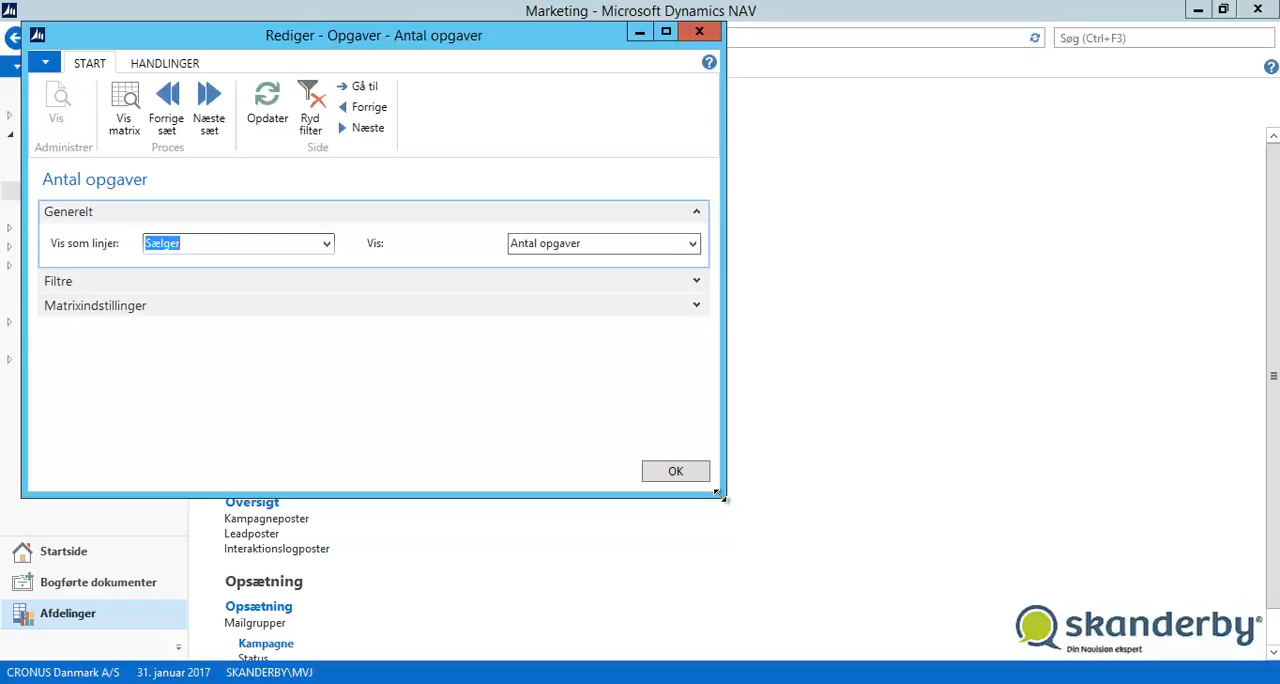 Marketing - Microsoft Dynamics NAV
Rediger - Opgaver - Antal opgaver
Søg (Ctrl+F3)
START
HANDLINGER
Vis
Vis matrix
Forrige sæt
Næste sæt
Opdater
Ryd filter
Gå til
Forrige
Næste
Administrer
Proces
Side
Antal opgaver
Generelt
Vis som linjer:
Sælger
Vis:
Antal opgaver
Filtre
Matrixindstillinger
OK
Oversigt
Kampagneposter
Leadposter
Interaktionslogposter
Startside
Opsætning
Bogførte dokumenter
Opsætning
Afdelinger
Mailgrupper
Kampagne
Status
skanderby®
Din Navision ekspert
CRONUS Danmark A/S
31. januar 2017
SKANDERBY\MVJ